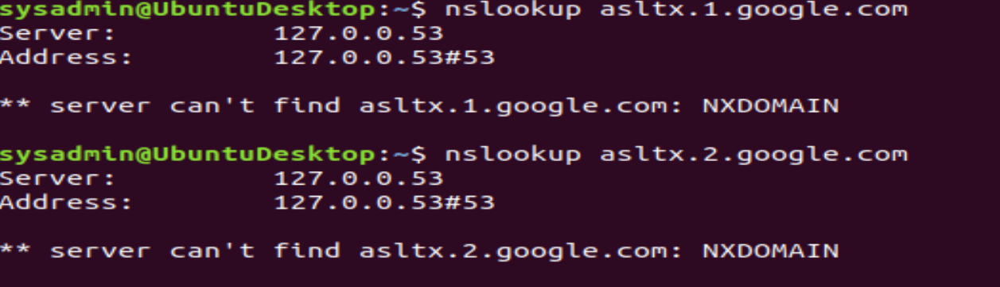 sysadmin@UbuntuDesktop:~$ nslookup asltx.1.google.com
Server:		127.0.0.53
Address:	127.0.0.53#53
** server can't find asltx.1.google.com: NXDOMAIN
sysadmin@UbuntuDesktop:~$ nslookup asltx.2.google.com
Server:		127.0.0.53
Address:	127.0.0.53#53
** server can't find asltx.2.google.com: NXDOMAIN